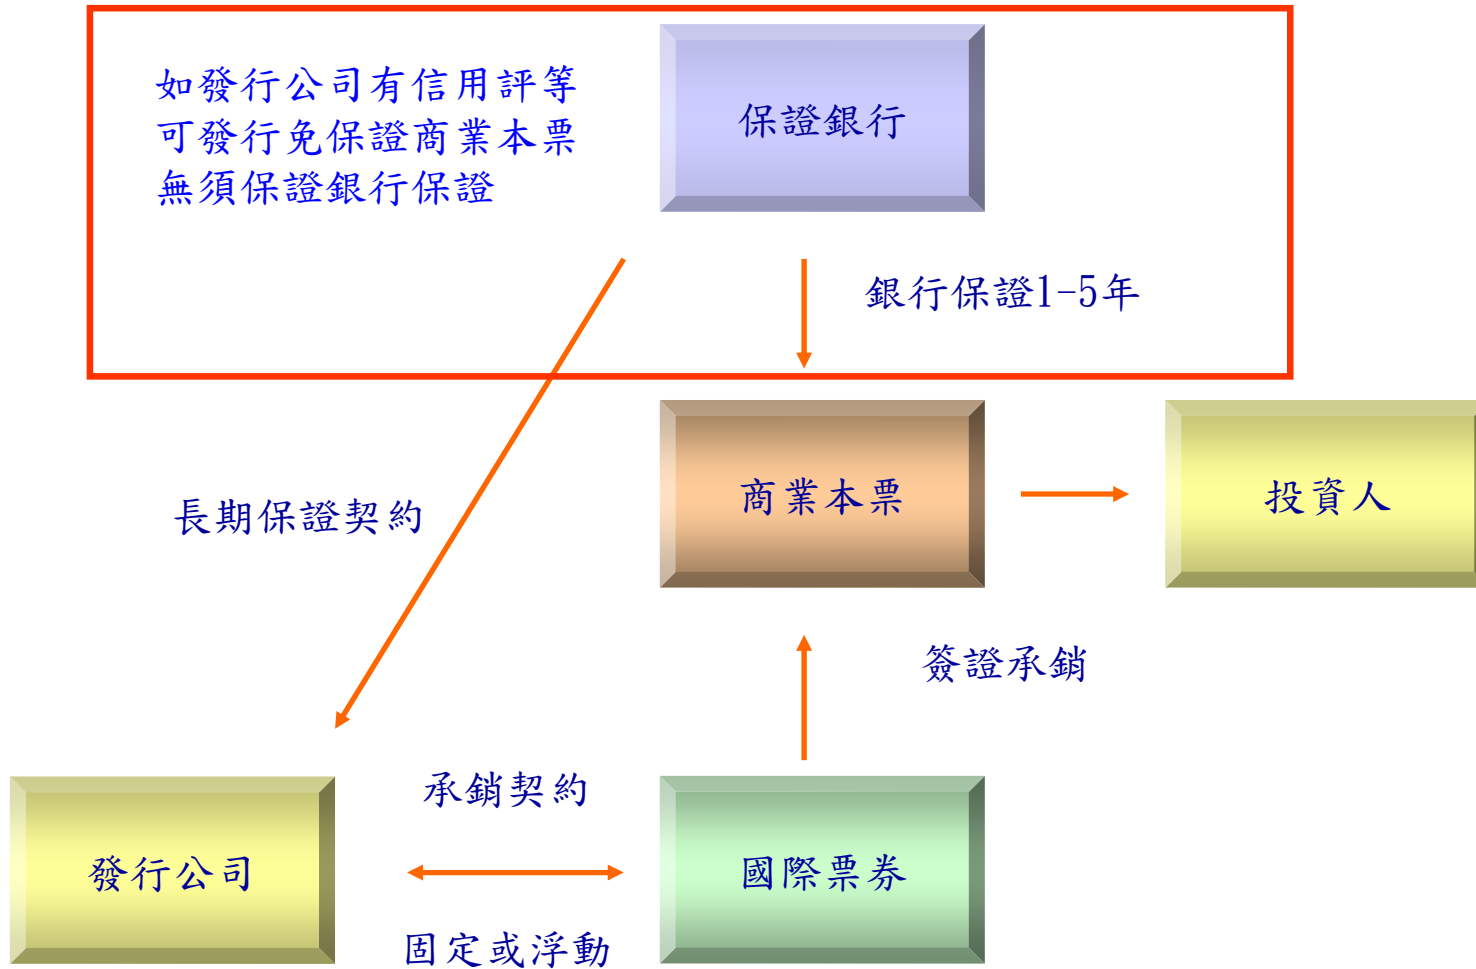 如發行公司有信用評等
可發行免保證商業本票
無須保證銀行保證
保證銀行
銀行保證1-5年
長期保證契約
商業本票
投資人
簽證承銷
承銷契約
發行公司
國際票券
固定或浮動